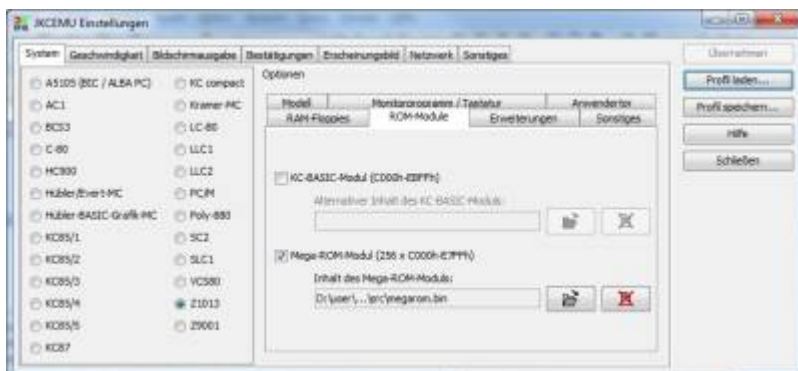 JKCEMU Einstellungen
System Geschwindigkeit Bildschirmausgabe Bestätigungen Erscheinungsbild Netzwerk Sonstiges
Übernehmen
Profil laden...
Profil speichern...
Hilfe
Schließen
A5105 (BIC / ALBA PC)
AC1
BCS3
C-80
HC900
Hübler/Evert-MC
Hübler-BASIC-Grafik-MC
KC85/1
KC85/2
KC85/3
KC85/4
KC85/5
KC87
KC compact
Kramer-MC
LC-80
LLC1
LLC2
PC/M
Poly-880
SC2
SLC1
VCS80
Z1013
Z9001
Optionen
Modell Monitorprogramm / Tastatur Anwendertor
RAM-Floppies ROM-Module Erweiterungen Sonstiges
KC-BASIC-Modul (C000h-EBFFh)
Alternativer Inhalt des KC-BASIC-Moduls:
Mega-ROM-Modul (256 x C000h-E7FFh)
Inhalt des Mega-ROM-Moduls:
D:\user\...\prc\megarom.bin